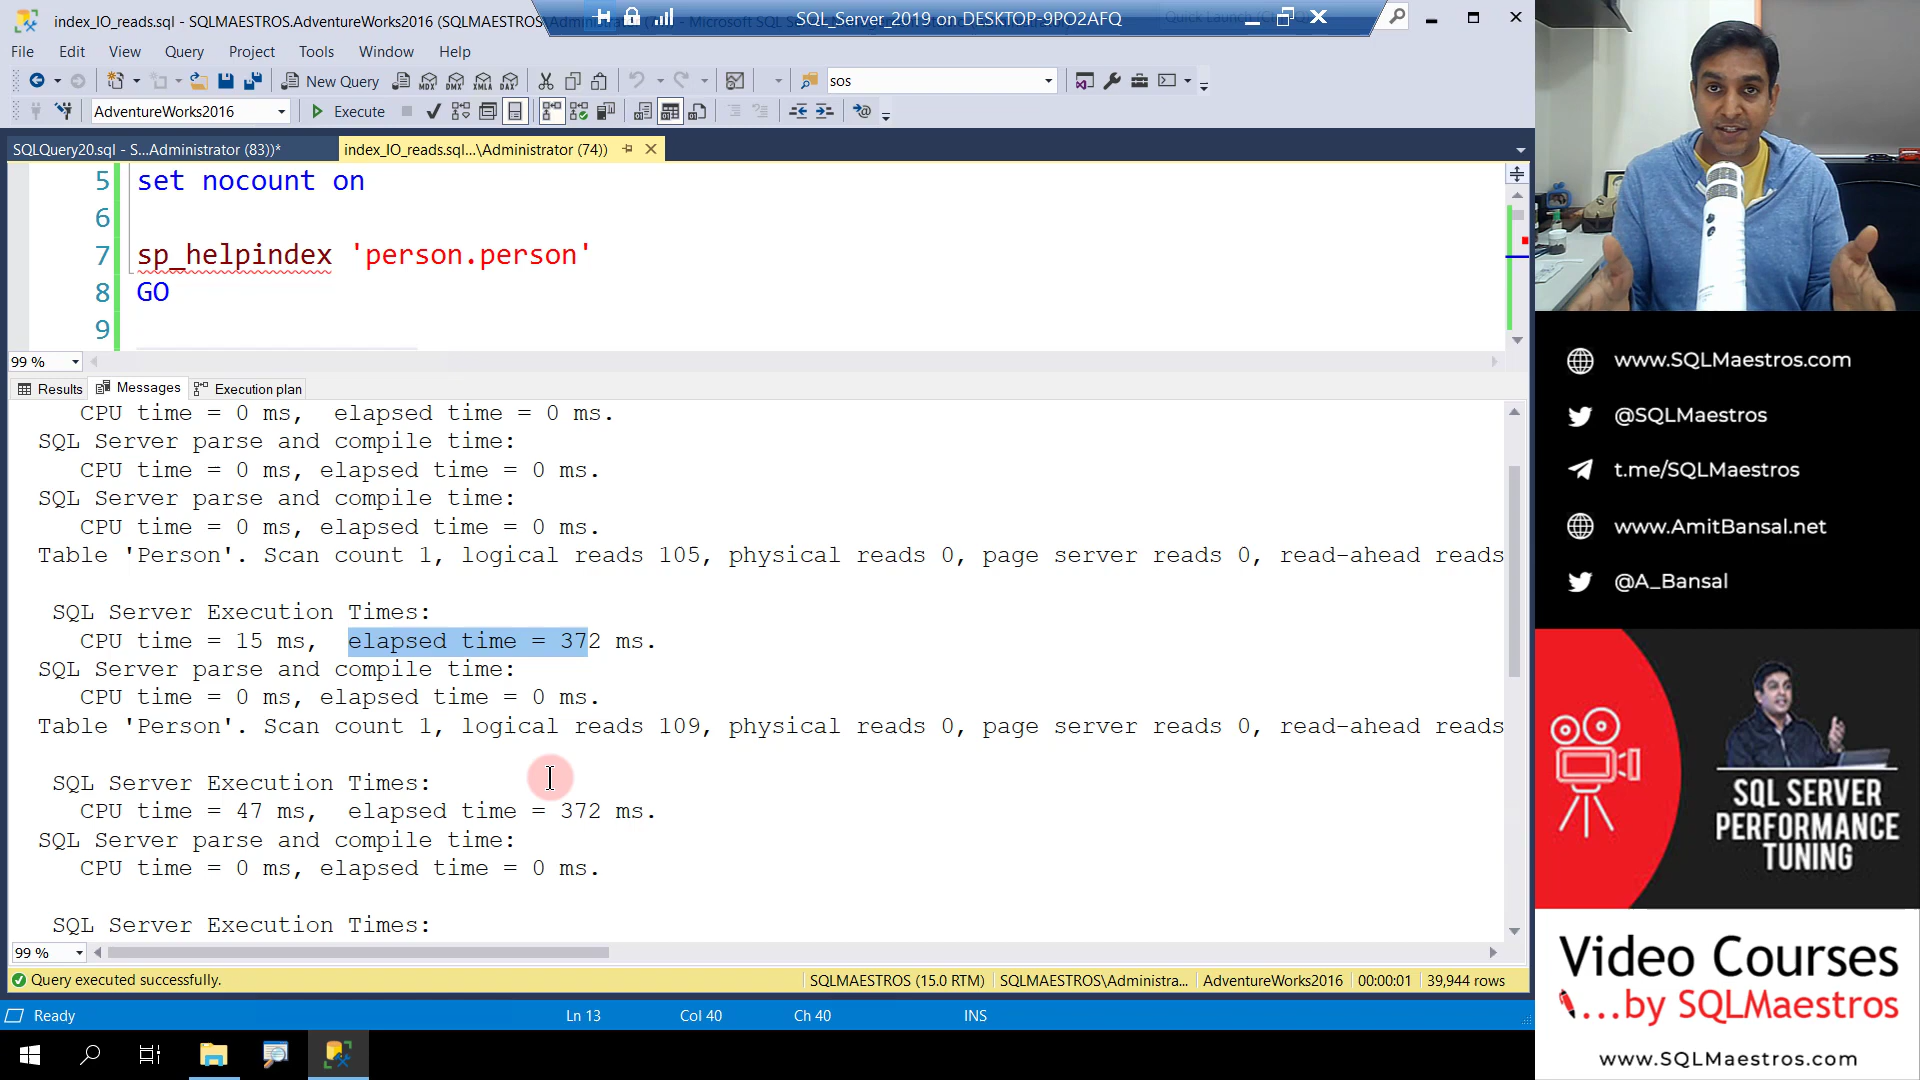 index_IO_reads.sql - SQLMAESTROS.AdventureWorks2016 (SQLMAESTROS\Administrator
SQL_Server_2019 on DESKTOP-9PO2AFQ
File Edit View Query Project Tools Window Help
New Query
MDX DMX XMLA DAX
sos
AdventureWorks2016
Execute
SQLQuery20.sql - S...Administrator (83))*
index_IO_reads.sql...\Administrator (74))
5 set nocount on
6
7 sp_helpindex 'person.person'
8 GO
9
99 %
Results Messages Execution plan
CPU time = 0 ms, elapsed time = 0 ms.
SQL Server parse and compile time:
CPU time = 0 ms, elapsed time = 0 ms.
SQL Server parse and compile time:
CPU time = 0 ms, elapsed time = 0 ms.
Table 'Person'. Scan count 1, logical reads 105, physical reads 0, page server reads 0, read-ahead reads
SQL Server Execution Times:
CPU time = 15 ms, elapsed time = 372 ms.
SQL Server parse and compile time:
CPU time = 0 ms, elapsed time = 0 ms.
Table 'Person'. Scan count 1, logical reads 109, physical reads 0, page server reads 0, read-ahead reads
SQL Server Execution Times:
CPU time = 47 ms, elapsed time = 372 ms.
SQL Server parse and compile time:
CPU time = 0 ms, elapsed time = 0 ms.
SQL Server Execution Times:
99 %
Query executed successfully.
SQLMAESTROS (15.0 RTM) SQLMAESTROS\Administra... AdventureWorks2016 00:00:01 39,944 rows
Ready Ln 13 Col 40 Ch 40 INS
www.SQLMaestros.com
@SQLMaestros
t.me/SQLMaestros
www.AmitBansal.net
@A_Bansal
SQL SERVER
PERFORMANCE
TUNING
Video Courses
...by SQLMaestros
www.SQLMaestros.com